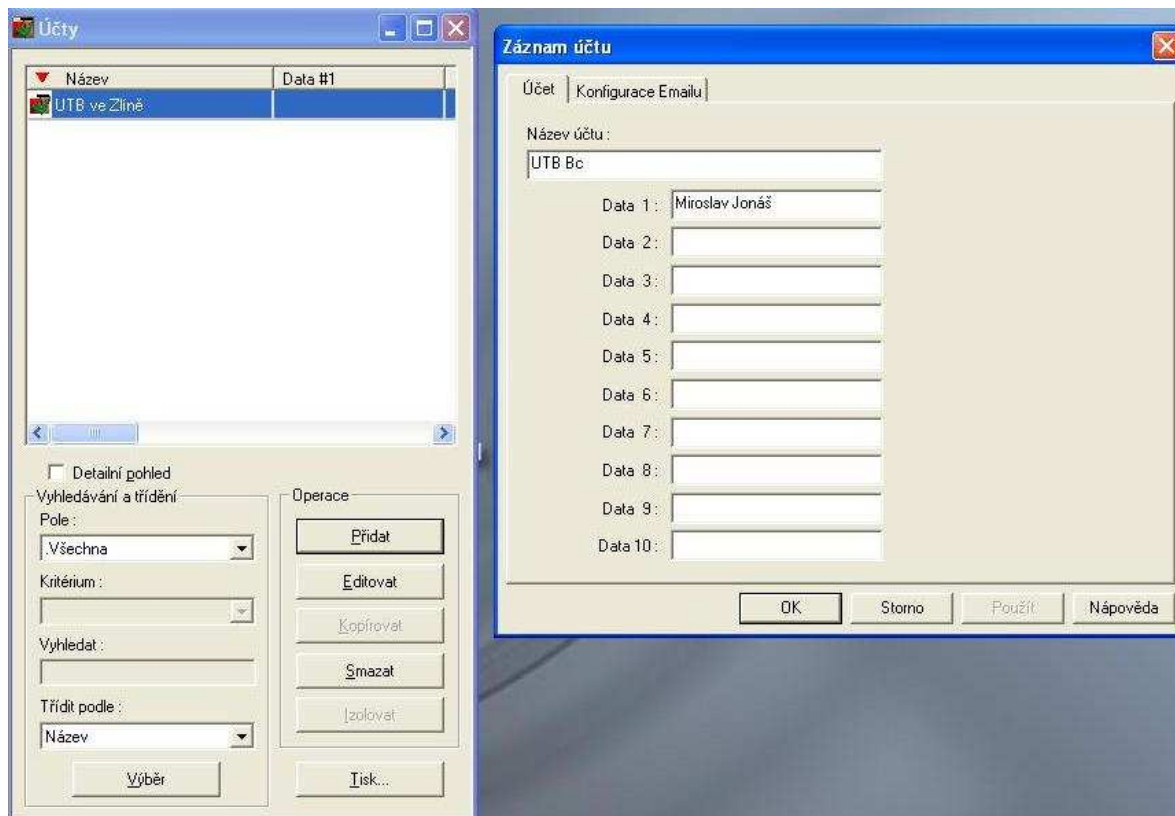 Účty
Název Data #1
UTB ve Zlíně
Detailní pohled
Vyhledávání a třídění
Pole :
.Všechna
Kritérium :
Vyhledat :
Třídit podle :
Název
Výběr
Operace
Přidat
Editovat
Kopírovat
Smazat
Izolovat
Tisk...
Záznam účtu
Účet Konfigurace Emailu
Název účtu :
UTB Bc
Data 1 : Miroslav Jonáš
Data 2 :
Data 3 :
Data 4 :
Data 5 :
Data 6 :
Data 7 :
Data 8 :
Data 9 :
Data 10 :
OK Storno Použít Nápověda